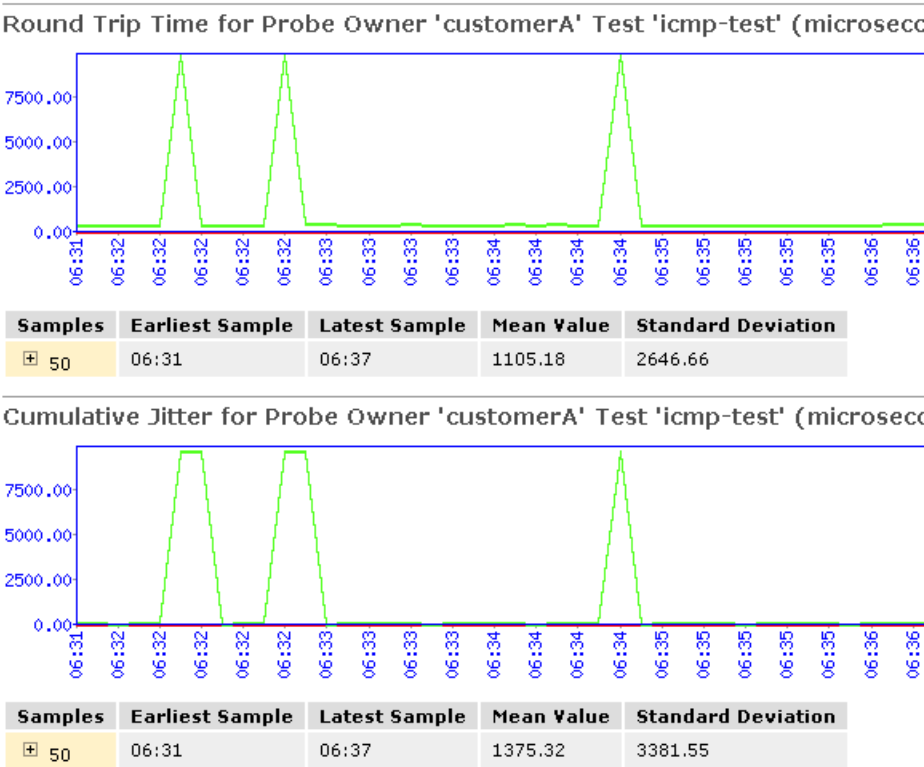 Round Trip Time for Probe Owner 'customerA' Test 'icmp-test' (microsecc
7500.00
5000.00
2500.00
0.00
06:31 06:32 06:32 06:32 06:32 06:32 06:33 06:33 06:33 06:33 06:34 06:34 06:34 06:34 06:35 06:35 06:35 06:35 06:35 06:36 06:36
Samples Earliest Sample Latest Sample Mean Value Standard Deviation
50 06:31 06:37 1105.18 2646.66
Cumulative Jitter for Probe Owner 'customerA' Test 'icmp-test' (microsecc
7500.00
5000.00
2500.00
0.00
06:31 06:32 06:32 06:32 06:32 06:32 06:33 06:33 06:33 06:33 06:34 06:34 06:34 06:34 06:35 06:35 06:35 06:35 06:35 06:36 06:36
Samples Earliest Sample Latest Sample Mean Value Standard Deviation
50 06:31 06:37 1375.32 3381.55